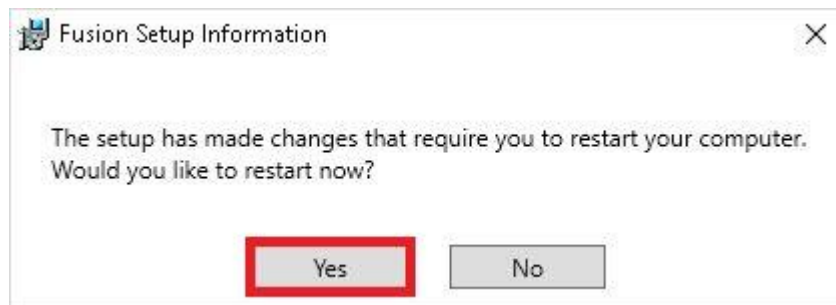 Fusion Setup Information
The setup has made changes that require you to restart your computer.
Would you like to restart now?
Yes
No